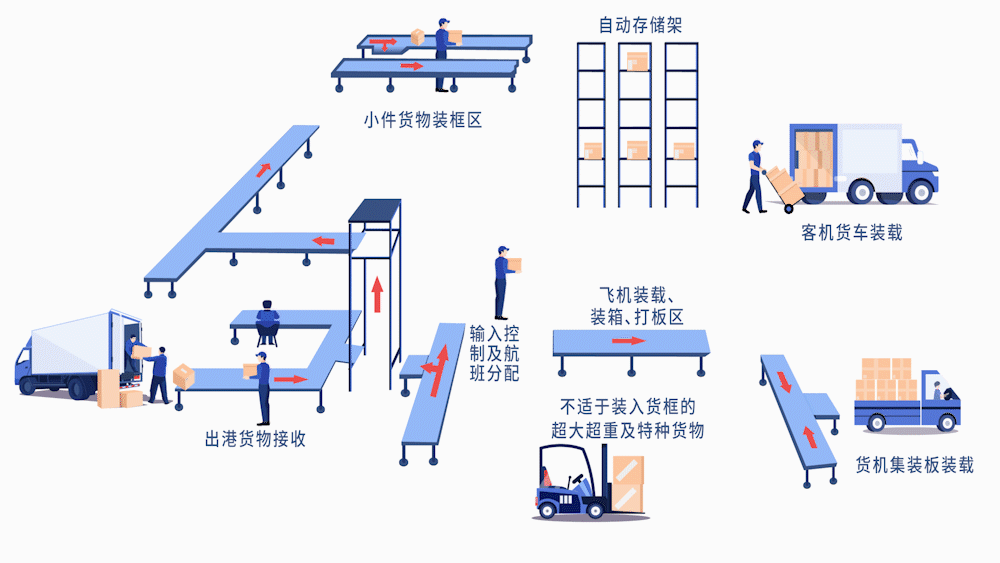 自动存储架
小件货物装框区
客机货车装载
飞机装载、
装箱、打板区
输入控
制及航
班分配
不适于装入货框的
超大超重及特种货物
出港货物接收
货机集装板装载